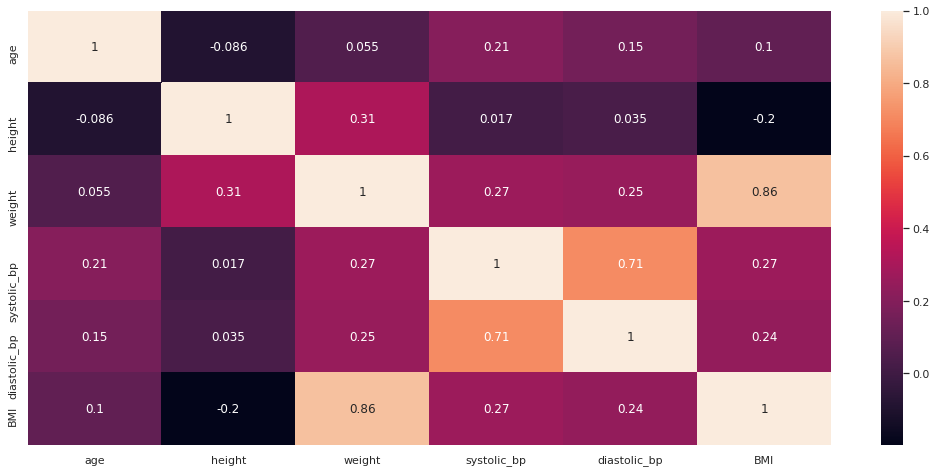 age 1 -0.086 0.055 0.21 0.15 0.1
height -0.086 1 0.31 0.017 0.035 -0.2
weight 0.055 0.31 1 0.27 0.25 0.86
systolic_bp 0.21 0.017 0.27 1 0.71 0.27
diastolic_bp 0.15 0.035 0.25 0.71 1 0.24
BMI 0.1 -0.2 0.86 0.27 0.24 1
age height weight systolic_bp diastolic_bp BMI
1.0
0.8
0.6
0.4
0.2
0.0